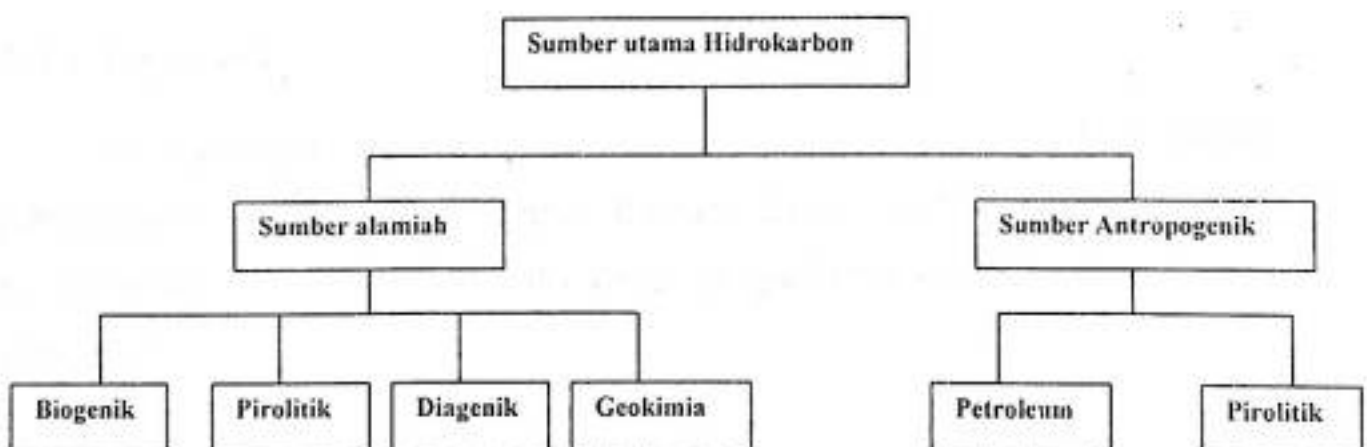 Sumber utama Hidrokarbon
Sumber alamiah
Sumber Antropogenik
Biogenik
Pirolitik
Diagenik
Geokimia
Petroleum
Pirolitik